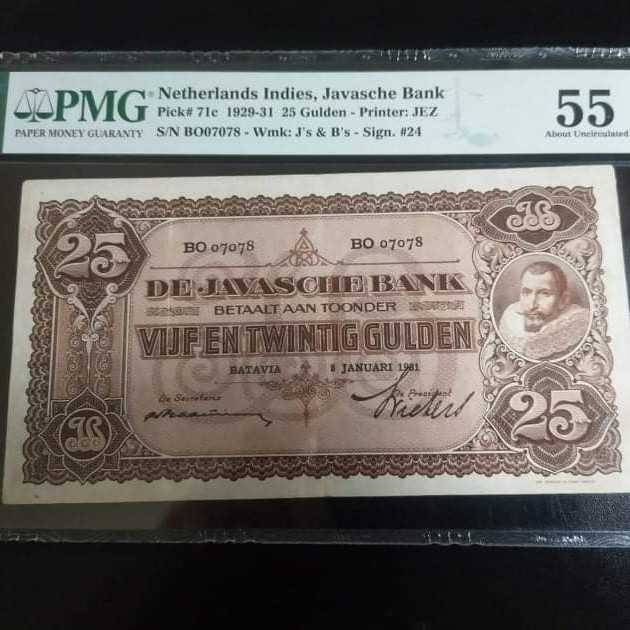 PMG
PAPER MONEY GUARANTY
Netherlands Indies, Javasche Bank
Pick# 71c 1929-31 25 Gulden - Printer: JEZ
S/N BO07078 - Wmk: J's & B's - Sign. #24
55
About Uncirculated
25
BO 07078 BO 07078
DE JAVASCHE BANK
BETAALT AAN TOONDER
VIJF EN TWINTIG GULDEN
BATAVIA 8 JANUARI 1931
De Secretaris
De President
25